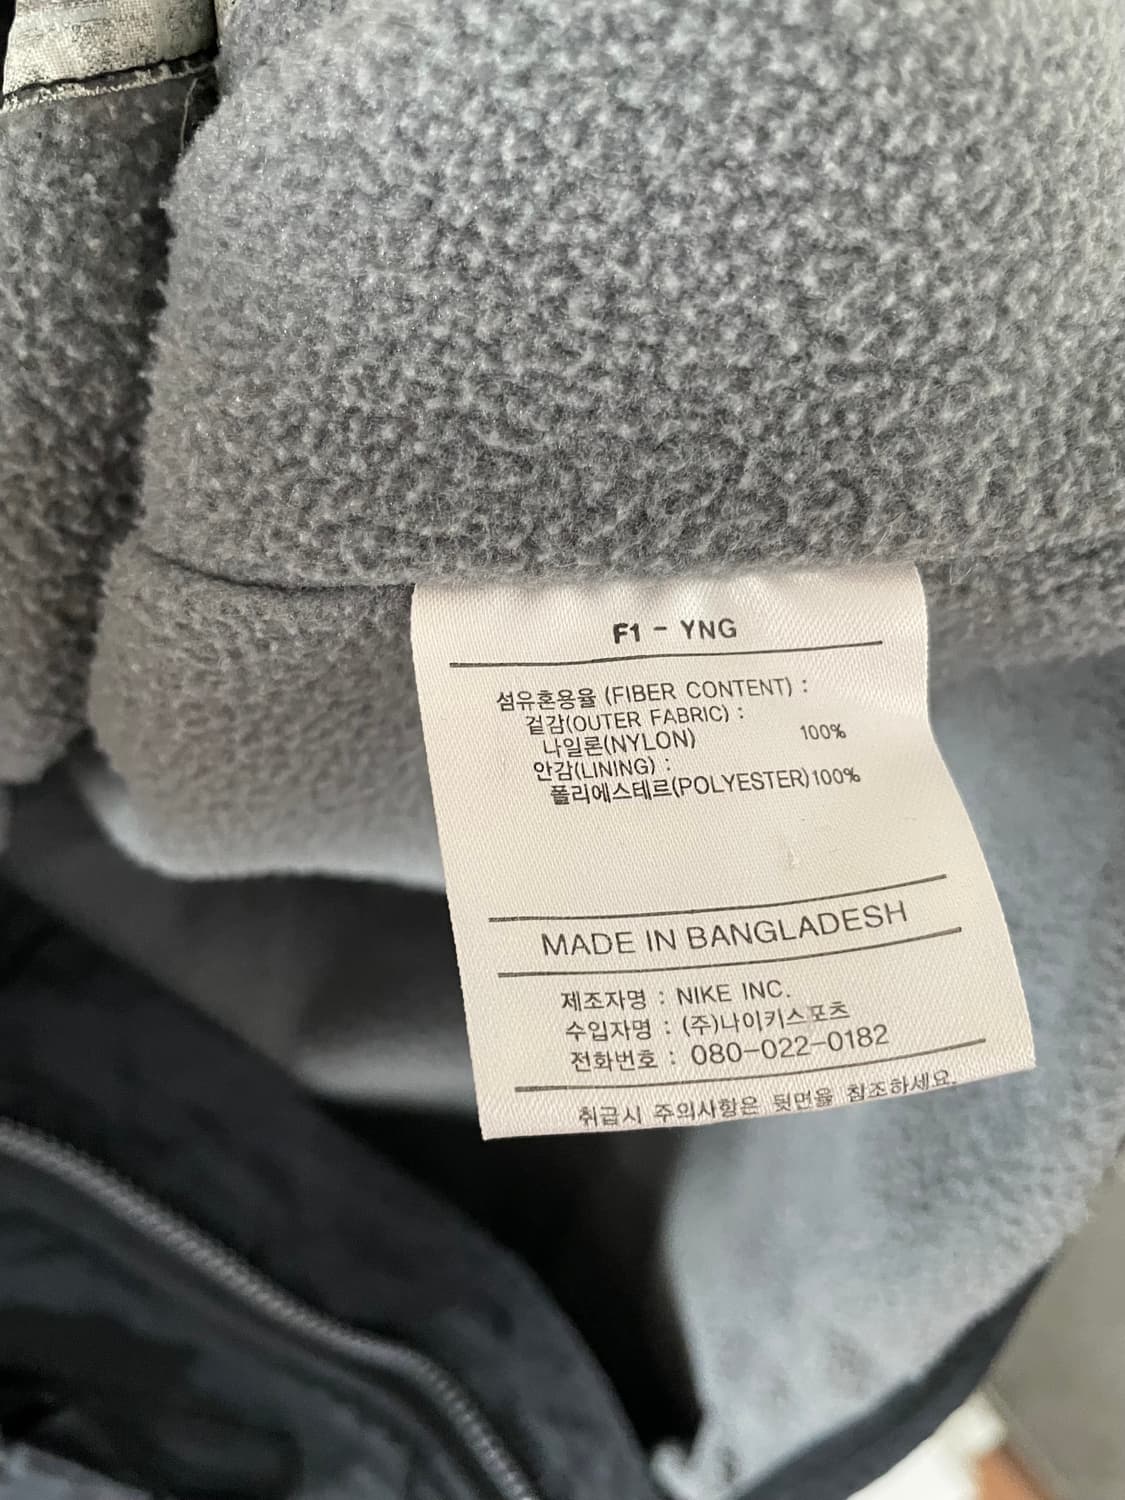 F1 - YNG
섬유혼용율 (FIBER CONTENT) :
겉감(OUTER FABRIC) :
나일론(NYLON) 100%
안감(LINING) :
폴리에스테르(POLYESTER)100%
MADE IN BANGLADESH
제조자명 : NIKE INC.
수입자명 : (주)나이키스포츠
전화번호 : 080-022-0182
취급시 주의사항은 뒷면을 참조하세요.